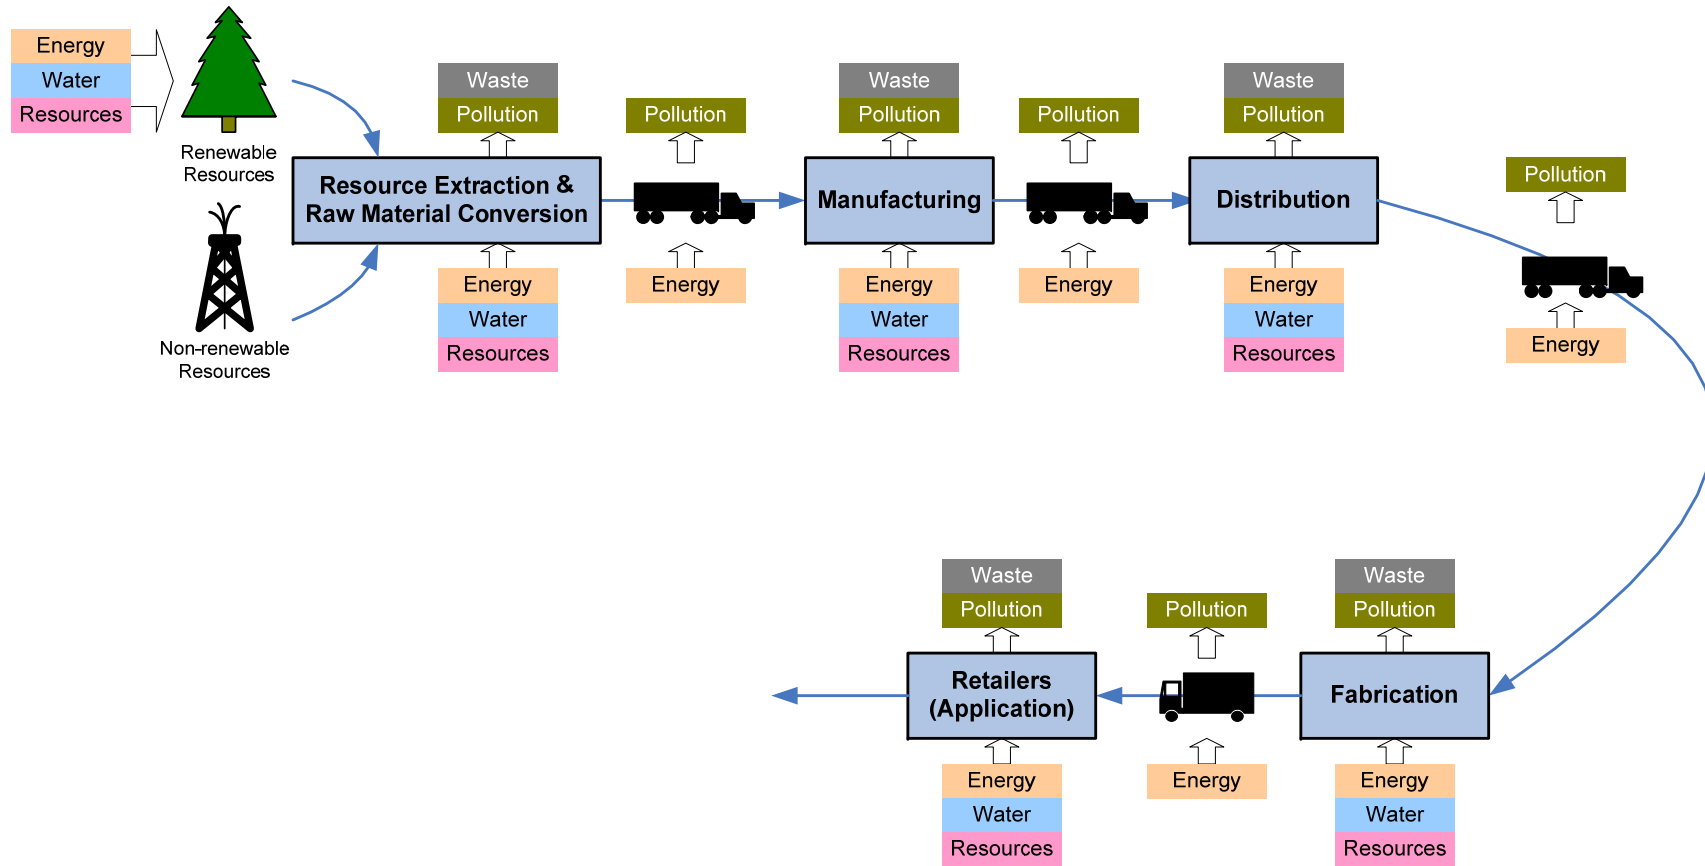 Energy
Water
Resources
Renewable
Resources
Non-renewable
Resources
Waste
Pollution
Resource Extraction &
Raw Material Conversion
Energy
Water
Resources
Pollution
Energy
Waste
Pollution
Manufacturing
Energy
Water
Resources
Pollution
Energy
Waste
Pollution
Distribution
Energy
Water
Resources
Pollution
Energy
Waste
Pollution
Fabrication
Energy
Water
Resources
Pollution
Energy
Waste
Pollution
Retailers
(Application)
Energy
Water
Resources